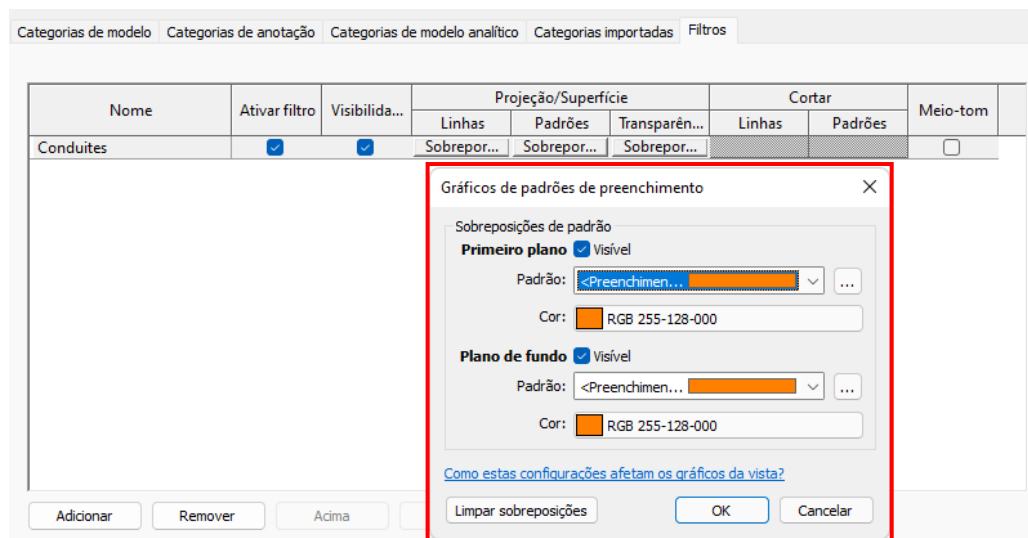 Categorias de modelo Categorias de anotação Categorias de modelo analítico Categorias importadas Filtros
Nome Ativar filtro Visibilida... Projeção/Superfície Cortar Meio-tom
Linhas Padrões Transparên... Linhas Padrões
Conduites Sobrepor... Sobrepor... Sobrepor...
Gráficos de padrões de preenchimento
Sobreposições de padrão
Primeiro plano Visível
Padrão: <Preenchimen... ...
Cor: RGB 255-128-000
Plano de fundo Visível
Padrão: <Preenchimen... ...
Cor: RGB 255-128-000
Como estas configurações afetam os gráficos da vista?
Limpar sobreposições OK Cancelar
Adicionar Remover Acima